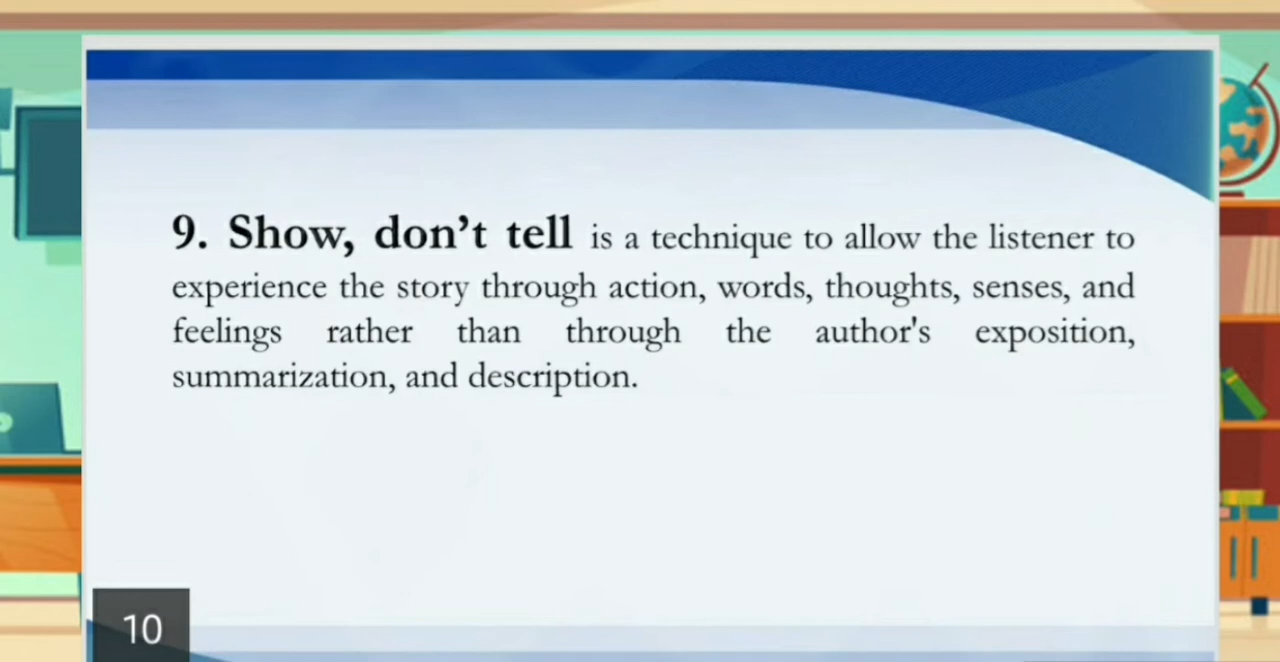 9. Show, don’t tell is a technique to allow the listener to
experience the story through action, words, thoughts, senses, and
feelings rather than through the author's exposition,
summarization, and description.
10